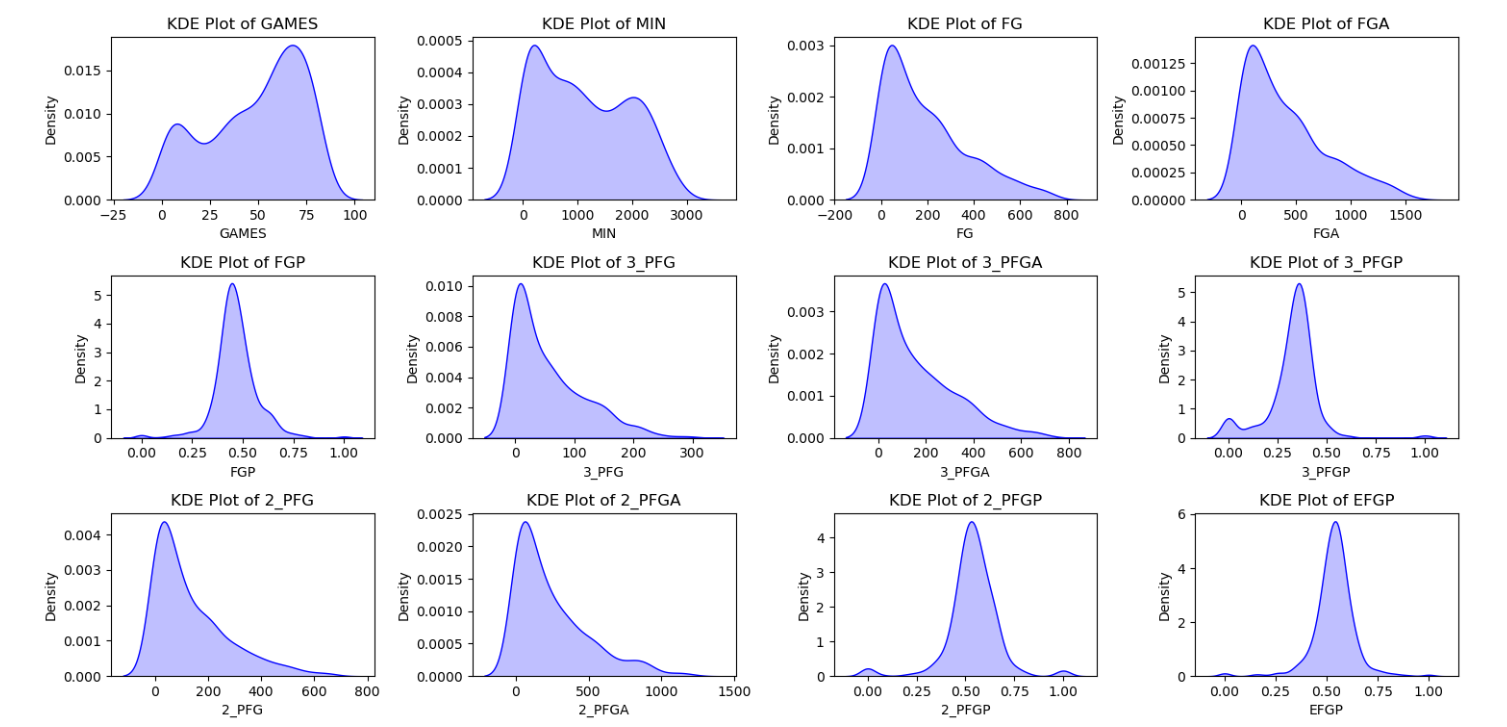 KDE Plot of GAMES
Density
0.015
0.010
0.005
0.000
−25 0 25 50 75 100
GAMES
KDE Plot of MIN
Density
0.0005
0.0004
0.0003
0.0002
0.0001
0.0000
0 1000 2000 3000
MIN
KDE Plot of FG
Density
0.003
0.002
0.001
0.000
−200 0 200 400 600 800
FG
KDE Plot of FGA
Density
0.00125
0.00100
0.00075
0.00050
0.00025
0.00000
0 500 1000 1500
FGA
KDE Plot of FGP
Density
5
4
3
2
1
0
0.00 0.25 0.50 0.75 1.00
FGP
KDE Plot of 3_PFG
Density
0.010
0.008
0.006
0.004
0.002
0.000
0 100 200 300
3_PFG
KDE Plot of 3_PFGA
Density
0.003
0.002
0.001
0.000
0 200 400 600 800
3_PFGA
KDE Plot of 3_PFGP
Density
5
4
3
2
1
0
0.00 0.25 0.50 0.75 1.00
3_PFGP
KDE Plot of 2_PFG
Density
0.004
0.003
0.002
0.001
0.000
0 200 400 600 800
2_PFG
KDE Plot of 2_PFGA
Density
0.0025
0.0020
0.0015
0.0010
0.0005
0.0000
0 500 1000 1500
2_PFGA
KDE Plot of 2_PFGP
Density
4
3
2
1
0
0.00 0.25 0.50 0.75 1.00
2_PFGP
KDE Plot of EFGP
Density
6
4
2
0
0.00 0.25 0.50 0.75 1.00
EFGP